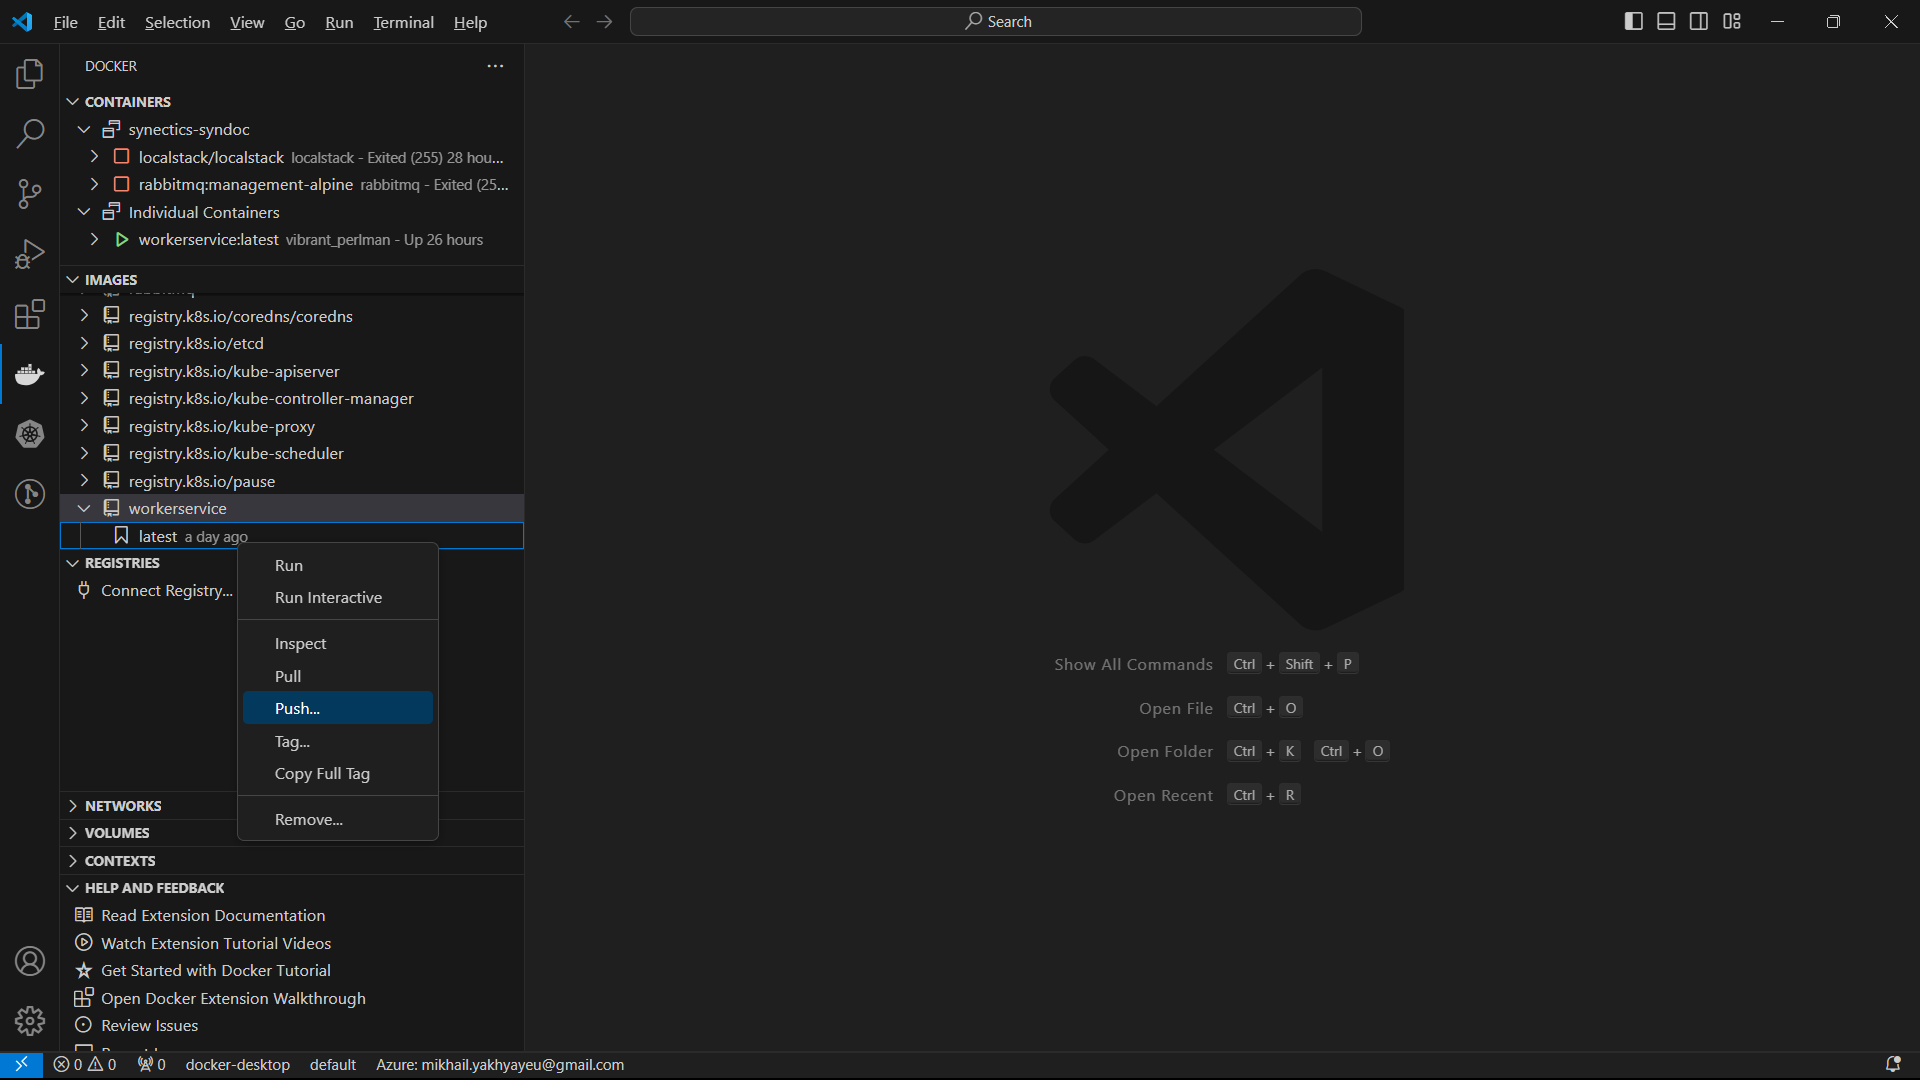 File Edit Selection View Go Run Terminal Help
Search
DOCKER
CONTAINERS
synectics-syndoc
localstack/localstack localstack - Exited (255) 28 hou...
rabbitmq:management-alpine rabbitmq - Exited (25...
Individual Containers
workerservice:latest vibrant_perlman - Up 26 hours
IMAGES
registry.k8s.io/coredns/coredns
registry.k8s.io/etcd
registry.k8s.io/kube-apiserver
registry.k8s.io/kube-controller-manager
registry.k8s.io/kube-proxy
registry.k8s.io/kube-scheduler
registry.k8s.io/pause
workerservice
latest a day ago
REGISTRIES
Connect Registry...
Run
Run Interactive
Inspect
Pull
Push...
Tag...
Copy Full Tag
Remove...
NETWORKS
VOLUMES
CONTEXTS
HELP AND FEEDBACK
Read Extension Documentation
Watch Extension Tutorial Videos
Get Started with Docker Tutorial
Open Docker Extension Walkthrough
Review Issues
Show All Commands Ctrl + Shift + P
Open File Ctrl + O
Open Folder Ctrl + K Ctrl + O
Open Recent Ctrl + R
0 0 0 docker-desktop default Azure: mikhail.yakhyayeu@gmail.com